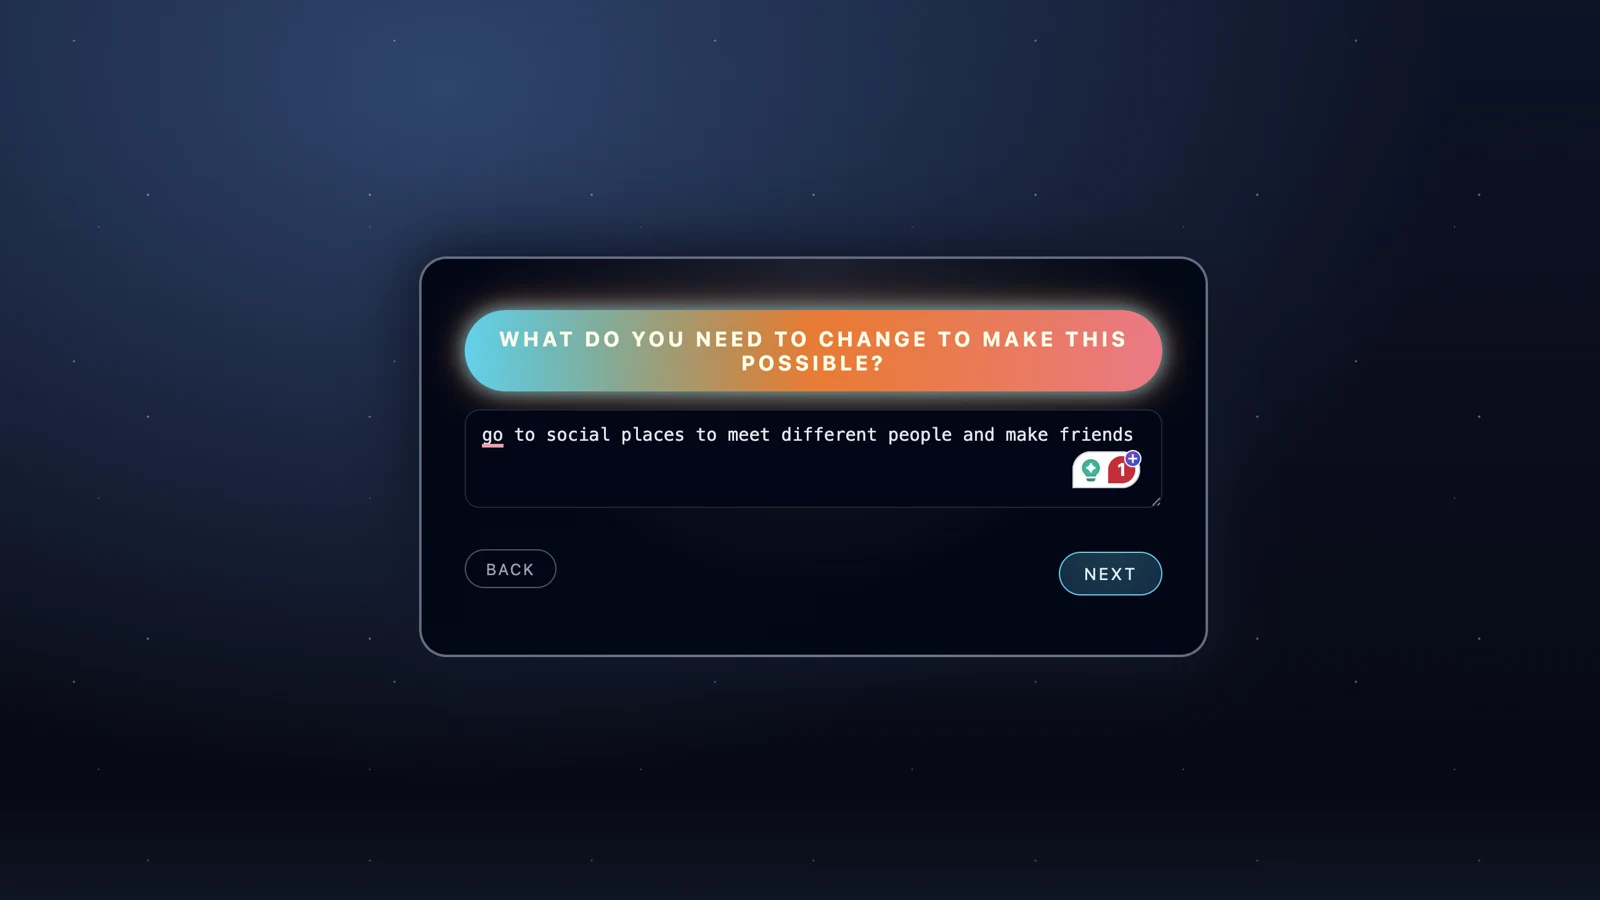 WHAT DO YOU NEED TO CHANGE TO MAKE THIS
POSSIBLE?
go to social places to meet different people and make friends
1
BACK
NEXT